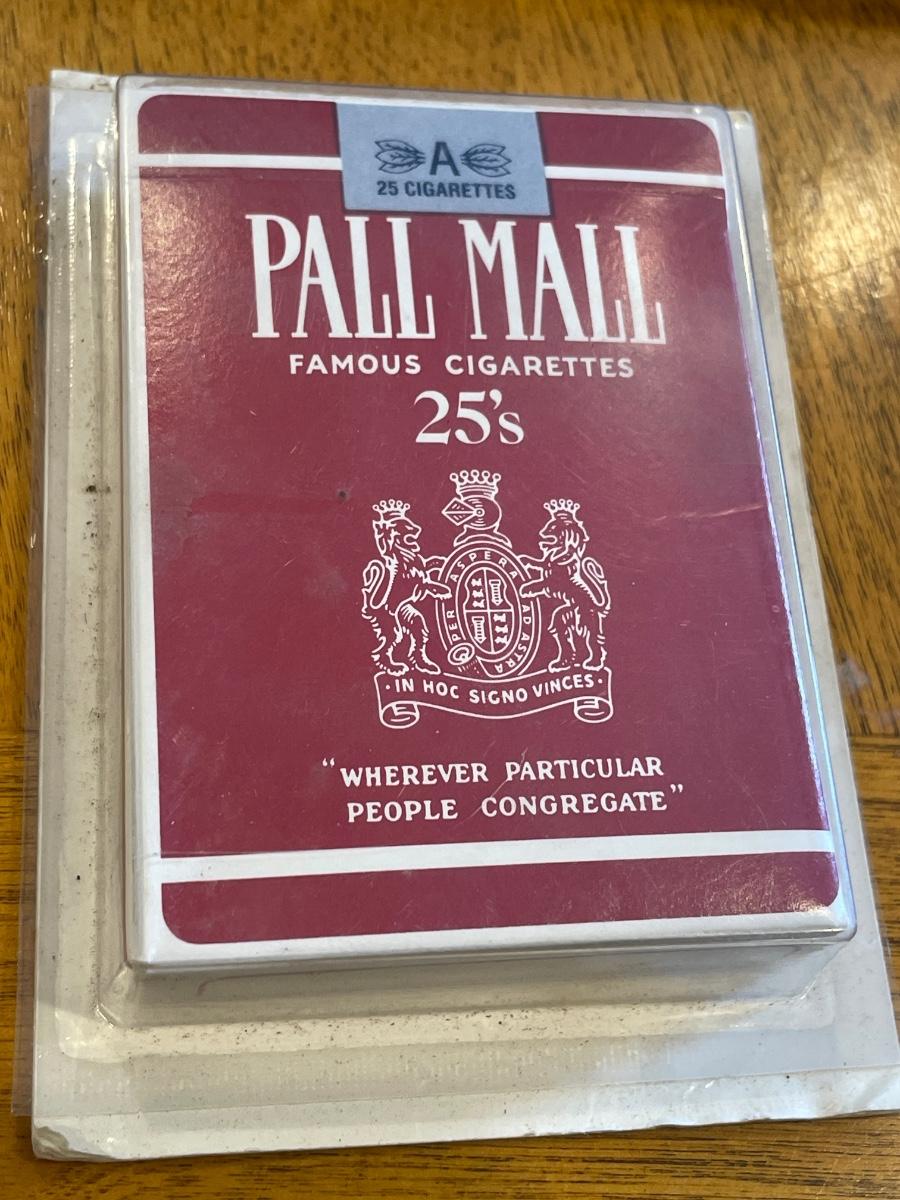 A
25 CIGARETTES
PALL MALL
FAMOUS CIGARETTES
25's
PER ASPERA AD ASTRA
·IN HOC SIGNO VINCES·
"WHEREVER PARTICULAR
PEOPLE CONGREGATE"